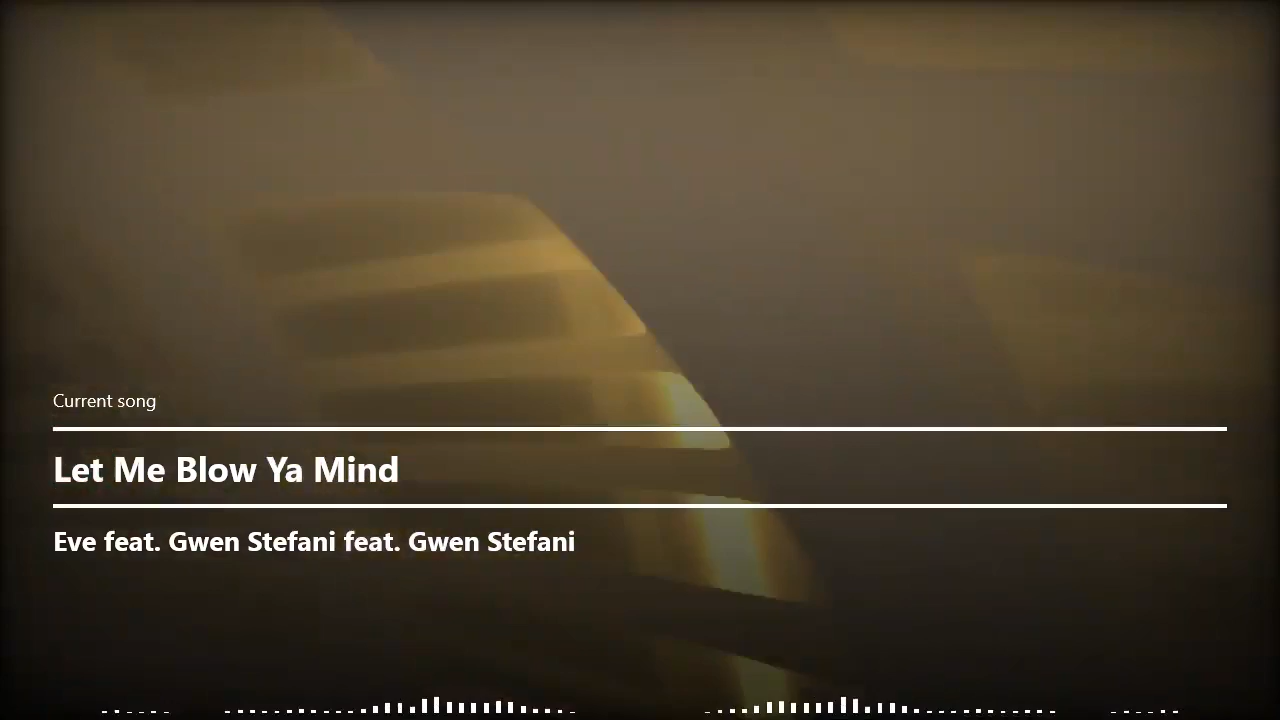 Current song
Let Me Blow Ya Mind
Eve feat. Gwen Stefani feat. Gwen Stefani